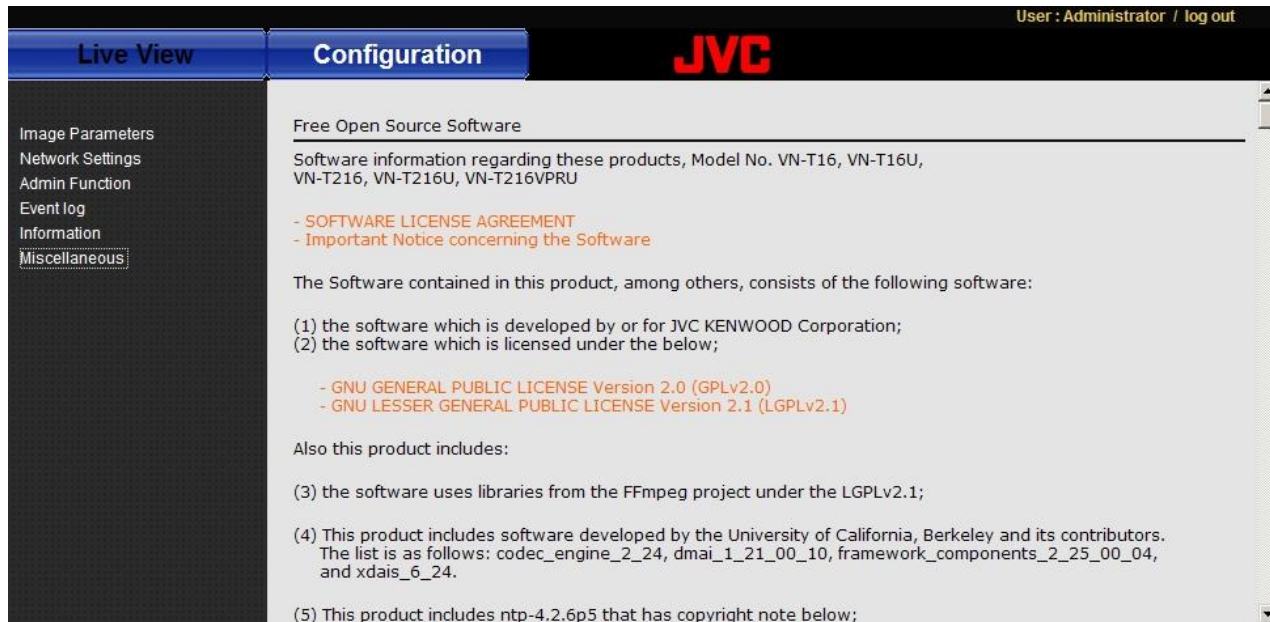 User : Administrator / log out
Live View
Configuration
JVC
Image Parameters
Network Settings
Admin Function
Event log
Information
Miscellaneous
Free Open Source Software
Software information regarding these products, Model No. VN-T16, VN-T16U,
VN-T216, VN-T216U, VN-T216VPRU
- SOFTWARE LICENSE AGREEMENT
- Important Notice concerning the Software
The Software contained in this product, among others, consists of the following software:
(1) the software which is developed by or for JVC KENWOOD Corporation;
(2) the software which is licensed under the below;
- GNU GENERAL PUBLIC LICENSE Version 2.0 (GPLv2.0)
- GNU LESSER GENERAL PUBLIC LICENSE Version 2.1 (LGPLv2.1)
Also this product includes:
(3) the software uses libraries from the FFmpeg project under the LGPLv2.1;
(4) This product includes software developed by the University of California, Berkeley and its contributors.
The list is as follows: codec_engine_2_24, dmai_1_21_00_10, framework_components_2_25_00_04,
and xdais_6_24.
(5) This product includes ntp-4.2.6p5 that has copyright note below;